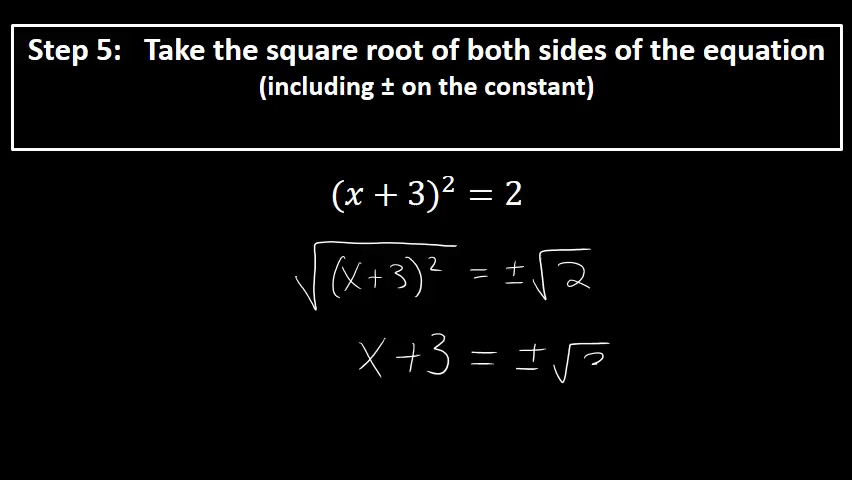 Step 5: Take the square root of both sides of the equation
(including ± on the constant)
(x + 3)² = 2
√(x+3)² = ±√2
x+3 = ±√